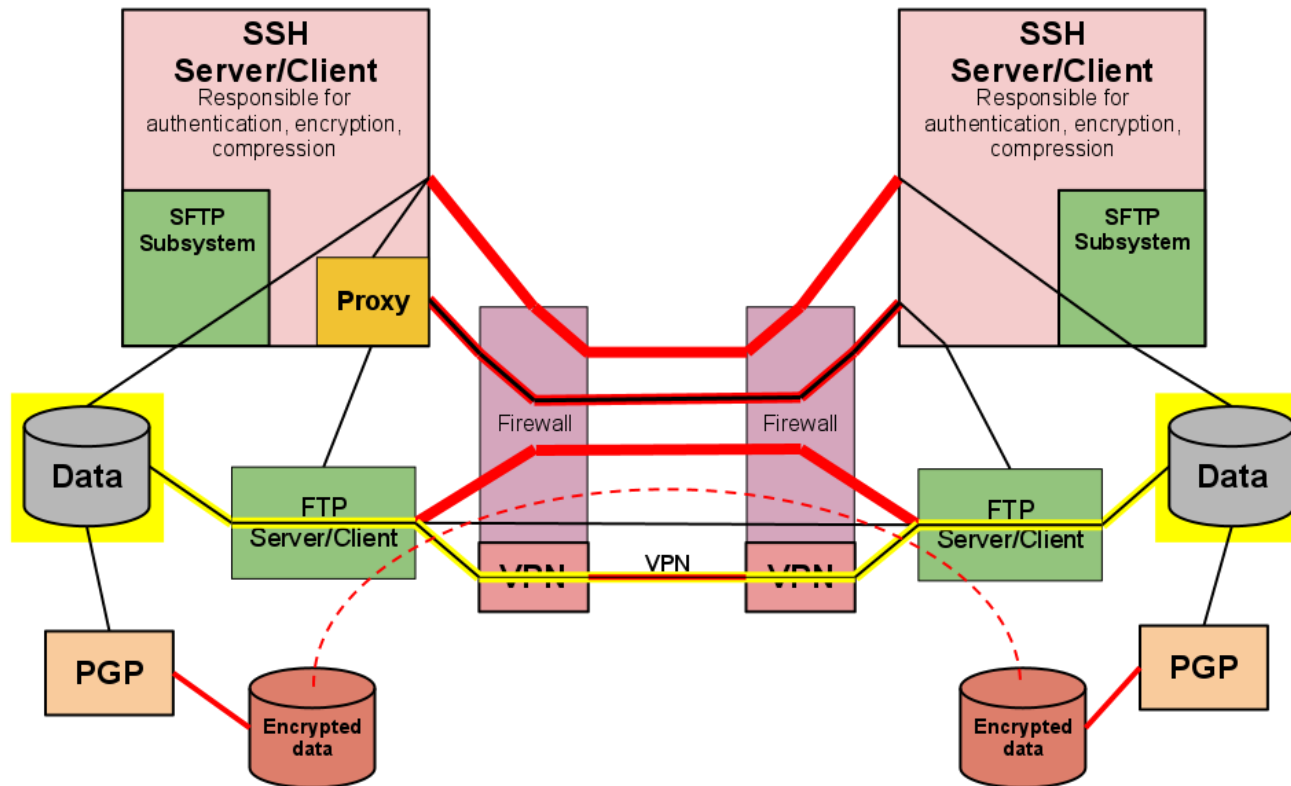 SSH
Server/Client
Responsible for
authentication, encryption,
compression
SFTP
Subsystem
Proxy
SSH
Server/Client
Responsible for
authentication, encryption,
compression
SFTP
Subsystem
Firewall
Firewall
Data
Data
FTP
Server/Client
VPN
VPN
VPN
FTP
Server/Client
PGP
Encrypted
data
Encrypted
data
PGP